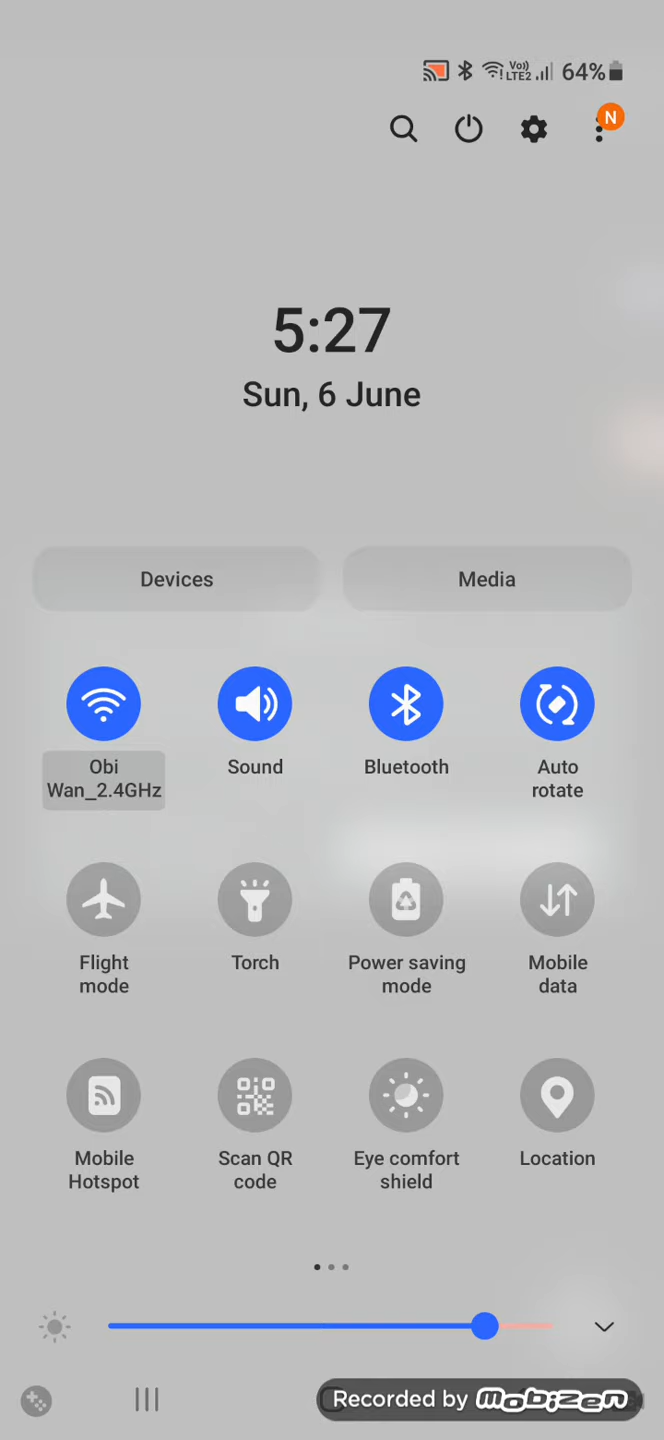 Vo))
LTE2
64%
N
5:27
Sun, 6 June
Devices
Media
Obi
Wan_2.4GHz
Sound
Bluetooth
Auto
rotate
Flight
mode
Torch
Power saving
mode
Mobile
data
Mobile
Hotspot
Scan QR
code
Eye comfort
shield
Location
Recorded by mobizen